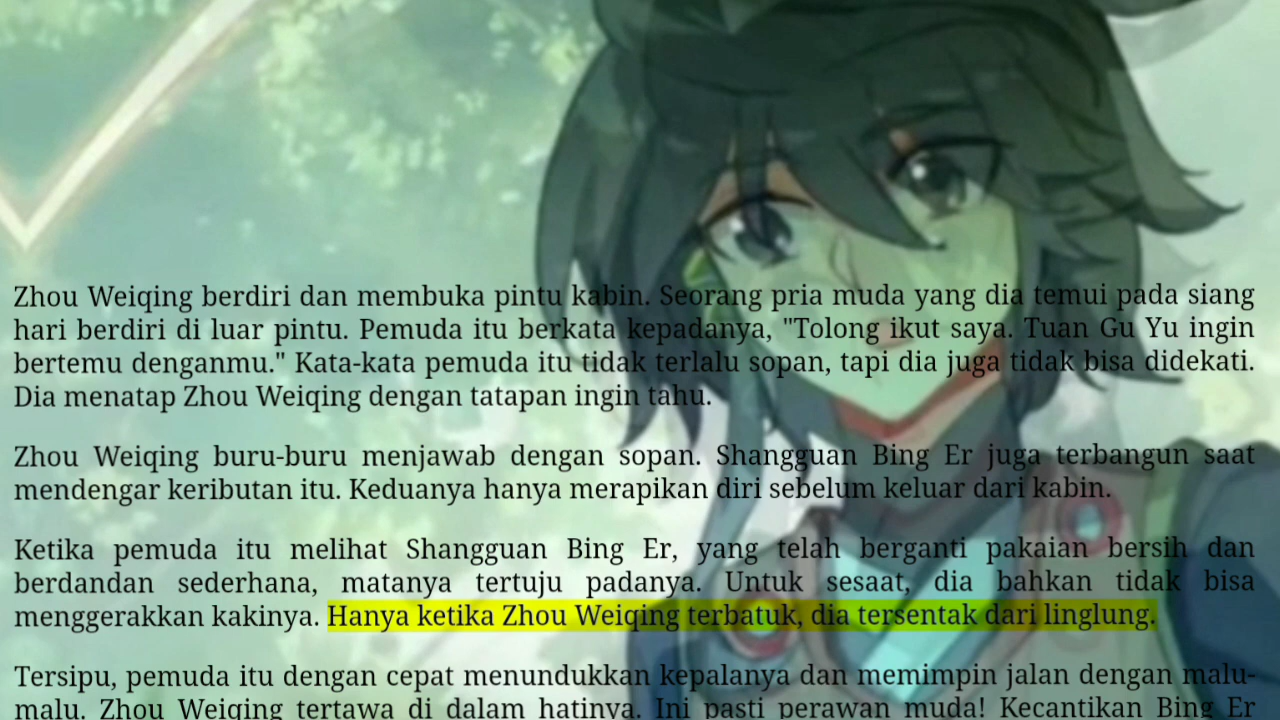 Zhou Weiqing berdiri dan membuka pintu kabin. Seorang pria muda yang dia temui pada siang
hari berdiri di luar pintu. Pemuda itu berkata kepadanya, "Tolong ikut saya. Tuan Gu Yu ingin
bertemu denganmu." Kata-kata pemuda itu tidak terlalu sopan, tapi dia juga tidak bisa didekati.
Dia menatap Zhou Weiqing dengan tatapan ingin tahu.
Zhou Weiqing buru-buru menjawab dengan sopan. Shangguan Bing Er juga terbangun saat
mendengar keributan itu. Keduanya hanya merapikan diri sebelum keluar dari kabin.
Ketika pemuda itu melihat Shangguan Bing Er, yang telah berganti pakaian bersih dan
berdandan sederhana, matanya tertuju padanya. Untuk sesaat, dia bahkan tidak bisa
menggerakkan kakinya. Hanya ketika Zhou Weiqing terbatuk, dia tersentak dari linglung.
Tersipu, pemuda itu dengan cepat menundukkan kepalanya dan memimpin jalan dengan malu-
malu. Zhou Weiqing tertawa di dalam hatinya. Ini pasti perawan muda! Kecantikan Bing Er